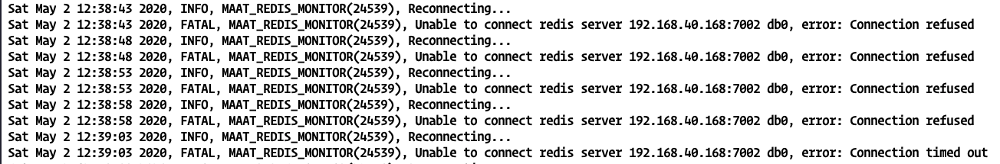 Sat May 2 12:38:43 2020, INFO, MAAT_REDIS_MONITOR(24539), Reconnecting...
Sat May 2 12:38:43 2020, FATAL, MAAT_REDIS_MONITOR(24539), Unable to connect redis server 192.168.40.168:7002 db0, error: Connection refused
Sat May 2 12:38:48 2020, INFO, MAAT_REDIS_MONITOR(24539), Reconnecting...
Sat May 2 12:38:48 2020, FATAL, MAAT_REDIS_MONITOR(24539), Unable to connect redis server 192.168.40.168:7002 db0, error: Connection refused
Sat May 2 12:38:53 2020, INFO, MAAT_REDIS_MONITOR(24539), Reconnecting...
Sat May 2 12:38:53 2020, FATAL, MAAT_REDIS_MONITOR(24539), Unable to connect redis server 192.168.40.168:7002 db0, error: Connection refused
Sat May 2 12:38:58 2020, INFO, MAAT_REDIS_MONITOR(24539), Reconnecting...
Sat May 2 12:38:58 2020, FATAL, MAAT_REDIS_MONITOR(24539), Unable to connect redis server 192.168.40.168:7002 db0, error: Connection refused
Sat May 2 12:39:03 2020, INFO, MAAT_REDIS_MONITOR(24539), Reconnecting...
Sat May 2 12:39:03 2020, FATAL, MAAT_REDIS_MONITOR(24539), Unable to connect redis server 192.168.40.168:7002 db0, error: Connection timed out